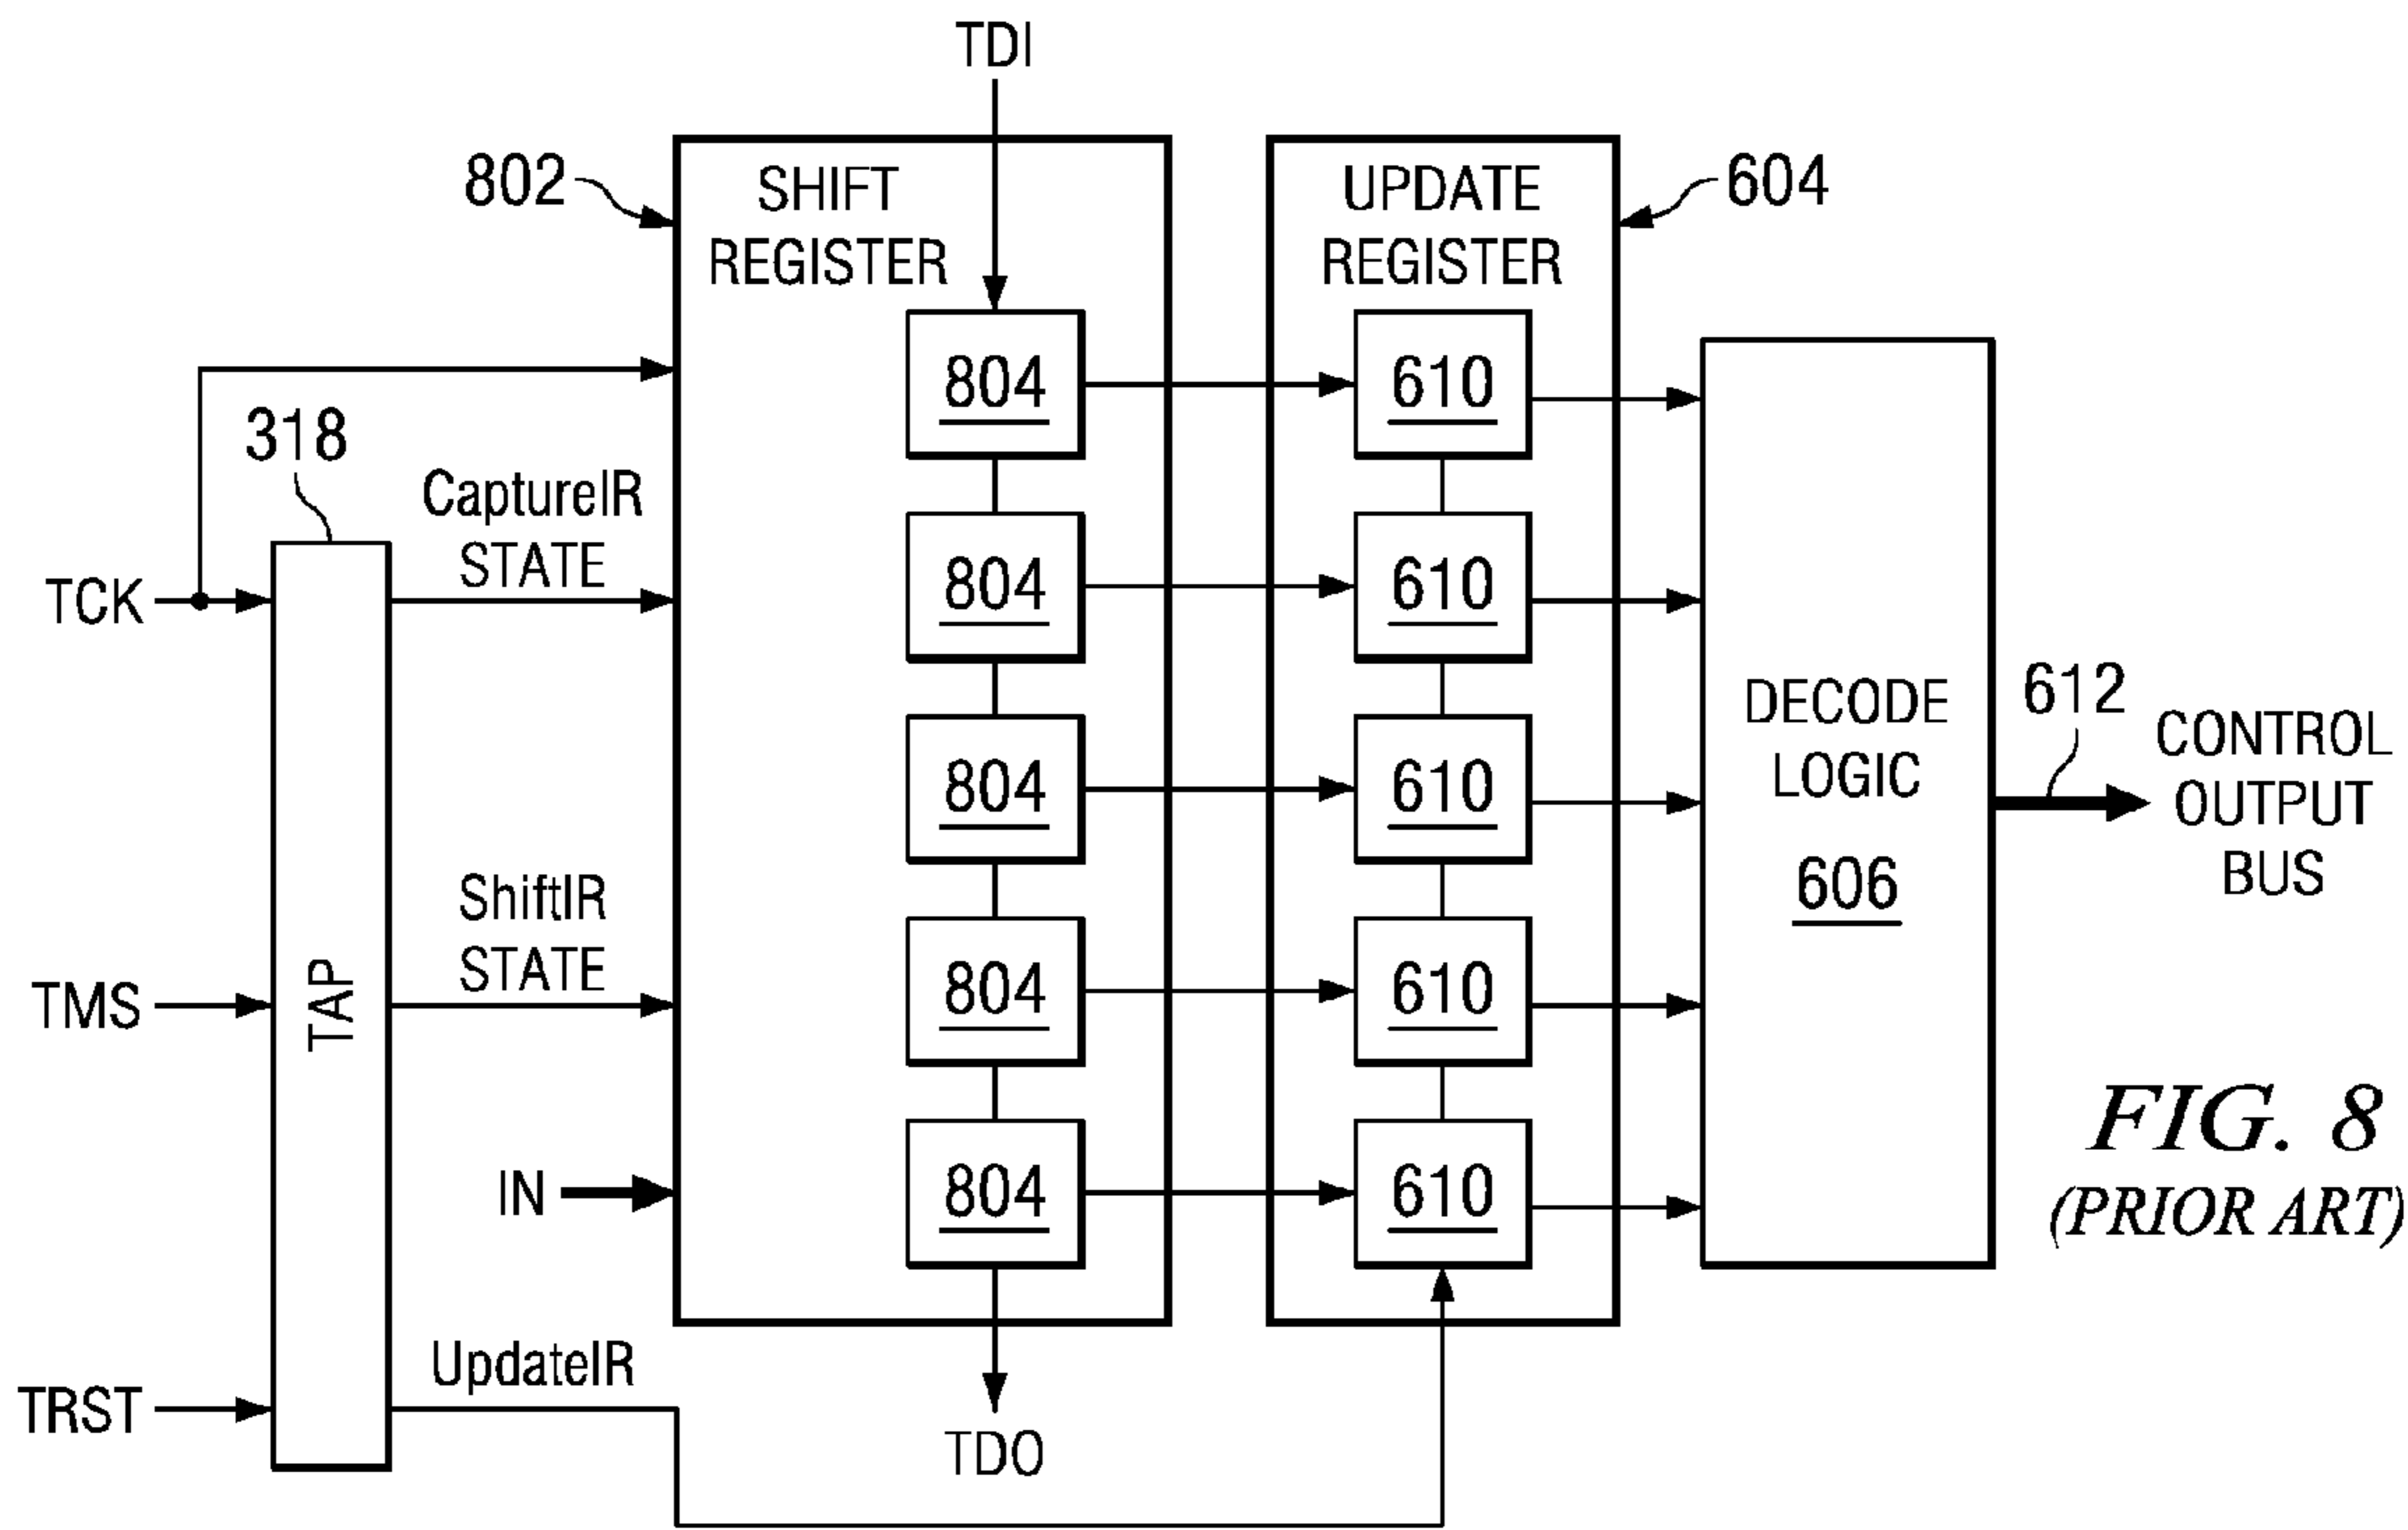 TDI
802
SHIFT
REGISTER
UPDATE
REGISTER
604
804
610
318
CaptureIR
STATE
804
610
TCK
DECODE
LOGIC
606
612
CONTROL
OUTPUT
BUS
804
610
ShiftIR
STATE
TAP
TMS
804
610
IN
804
610
FIG. 8
(PRIOR ART)
UpdateIR
TRST
TDO